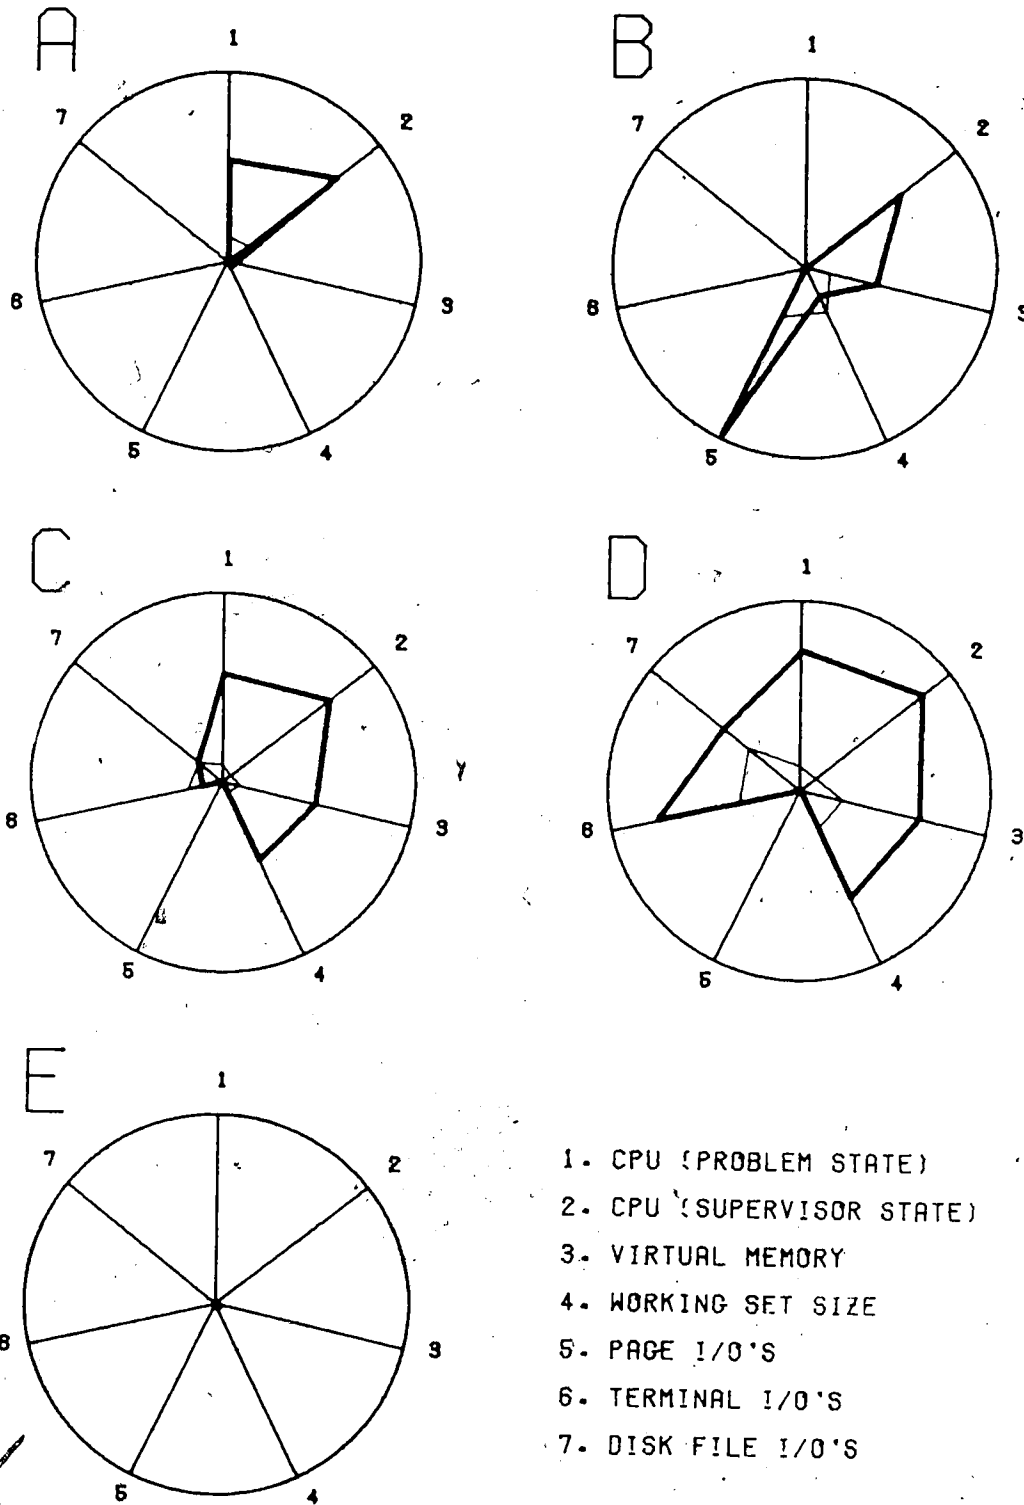 A
B
1
2
3
4
5
6
7
1
2
3
4
5
6
7
C
D
1
2
3
4
5
6
7
1
2
3
4
5
6
7
E
1
2
3
4
5
6
7
1. CPU (PROBLEM STATE)
2. CPU (SUPERVISOR STATE)
3. VIRTUAL MEMORY
4. WORKING SET SIZE
5. PAGE I/O'S
6. TERMINAL I/O'S
7. DISK FILE I/O'S